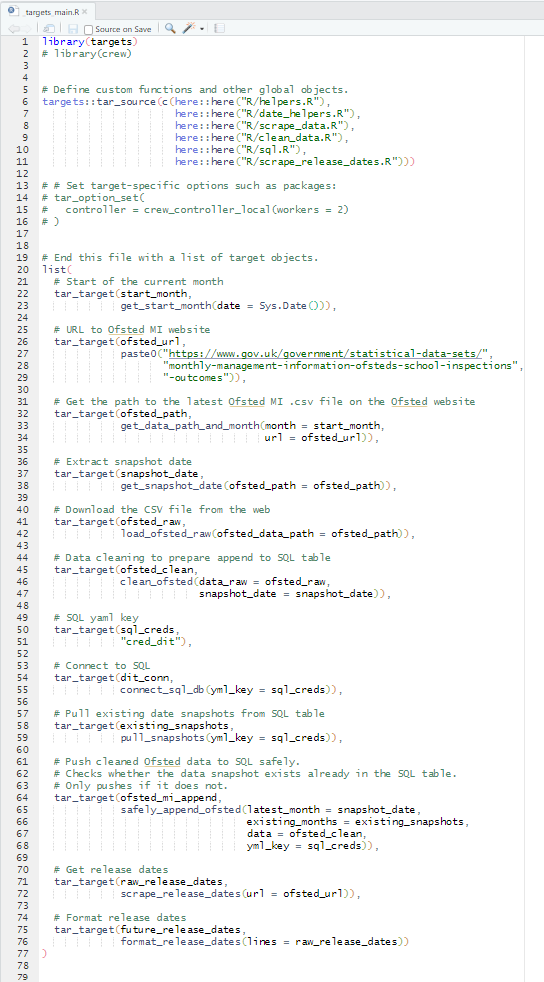 _targets_main.R
Source on Save
1 library(targets)
2 # library(crew)
3
4
5 # Define custom functions and other global objects.
6 targets::tar_source(c(here::here("R/helpers.R"),
7 here::here("R/date_helpers.R"),
8 here::here("R/scrape_data.R"),
9 here::here("R/clean_data.R"),
10 here::here("R/sql.R"),
11 here::here("R/scrape_release_dates.R")))
12
13 # # Set target-specific options such as packages:
14 # tar_option_set(
15 #   controller = crew_controller_local(workers = 2)
16 # )
17
18
19 # End this file with a list of target objects.
20 list(
21 # Start of the current month
22 tar_target(start_month,
23 get_start_month(date = Sys.Date())),
24
25 # URL to Ofsted MI website
26 tar_target(ofsted_url,
27 paste0("https://www.gov.uk/government/statistical-data-sets/",
28 "monthly-management-information-ofsteds-school-inspections",
29 "-outcomes")),
30
31 # Get the path to the latest Ofsted MI .csv file on the Ofsted website
32 tar_target(ofsted_path,
33 get_data_path_and_month(month = start_month,
34 url = ofsted_url)),
35
36 # Extract snapshot date
37 tar_target(snapshot_date,
38 get_snapshot_date(ofsted_path = ofsted_path)),
39
40 # Download the CSV file from the web
41 tar_target(ofsted_raw,
42 load_ofsted_raw(ofsted_data_path = ofsted_path)),
43
44 # Data cleaning to prepare append to SQL table
45 tar_target(ofsted_clean,
46 clean_ofsted(data_raw = ofsted_raw,
47 snapshot_date = snapshot_date)),
48
49 # SQL yaml key
50 tar_target(sql_creds,
51 "cred_dit"),
52
53 # Connect to SQL
54 tar_target(dit_conn,
55 connect_sql_db(yml_key = sql_creds)),
56
57 # Pull existing date snapshots from SQL table
58 tar_target(existing_snapshots,
59 pull_snapshots(yml_key = sql_creds)),
60
61 # Push cleaned Ofsted data to SQL safely.
62 # Checks whether the data snapshot exists already in the SQL table.
63 # Only pushes if it does not.
64 tar_target(ofsted_mi_append,
65 safely_append_ofsted(latest_month = snapshot_date,
66 existing_months = existing_snapshots,
67 data = ofsted_clean,
68 yml_key = sql_creds)),
69
70 # Get release dates
71 tar_target(raw_release_dates,
72 scrape_release_dates(url = ofsted_url)),
73
74 # Format release dates
75 tar_target(future_release_dates,
76 format_release_dates(lines = raw_release_dates))
77 )
78
79